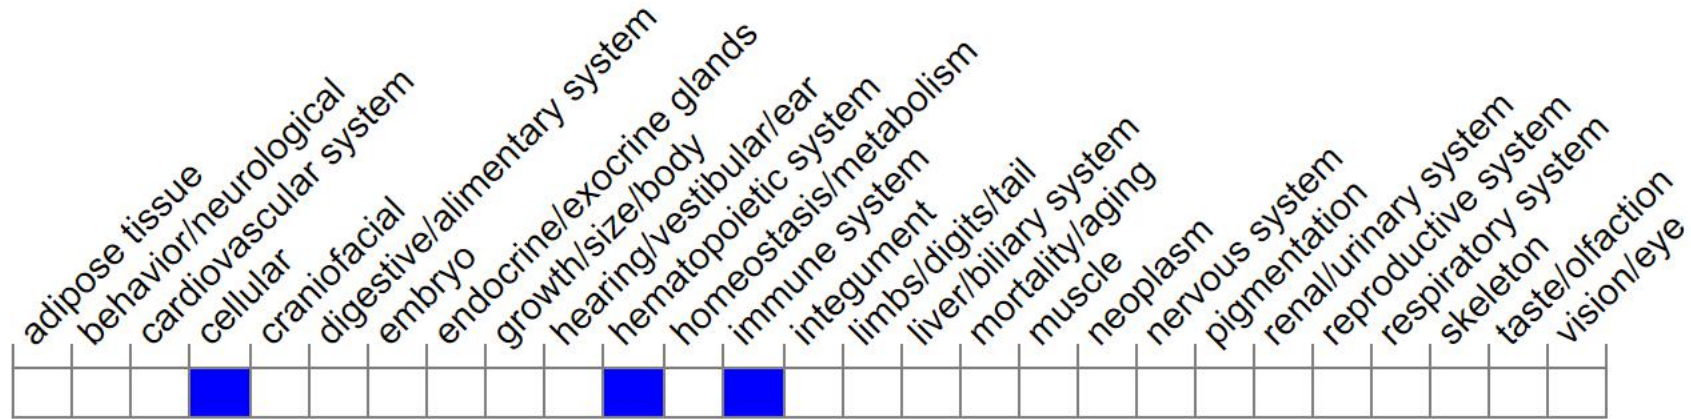 adipose tissue
behavior/neurological
cardiovascular system
cellular
craniofacial
digestive/alimentary system
embryo
endocrine/exocrine glands
growth/size/body
hearing/vestibular/ear
hematopoietic system
homeostasis/metabolism
immune system
integument
limbs/digits/tail
liver/biliary system
mortality/aging
muscle
neoplasm
nervous system
pigmentation
renal/urinary system
reproductive system
respiratory system
skeleton
taste/olfaction
vision/eye